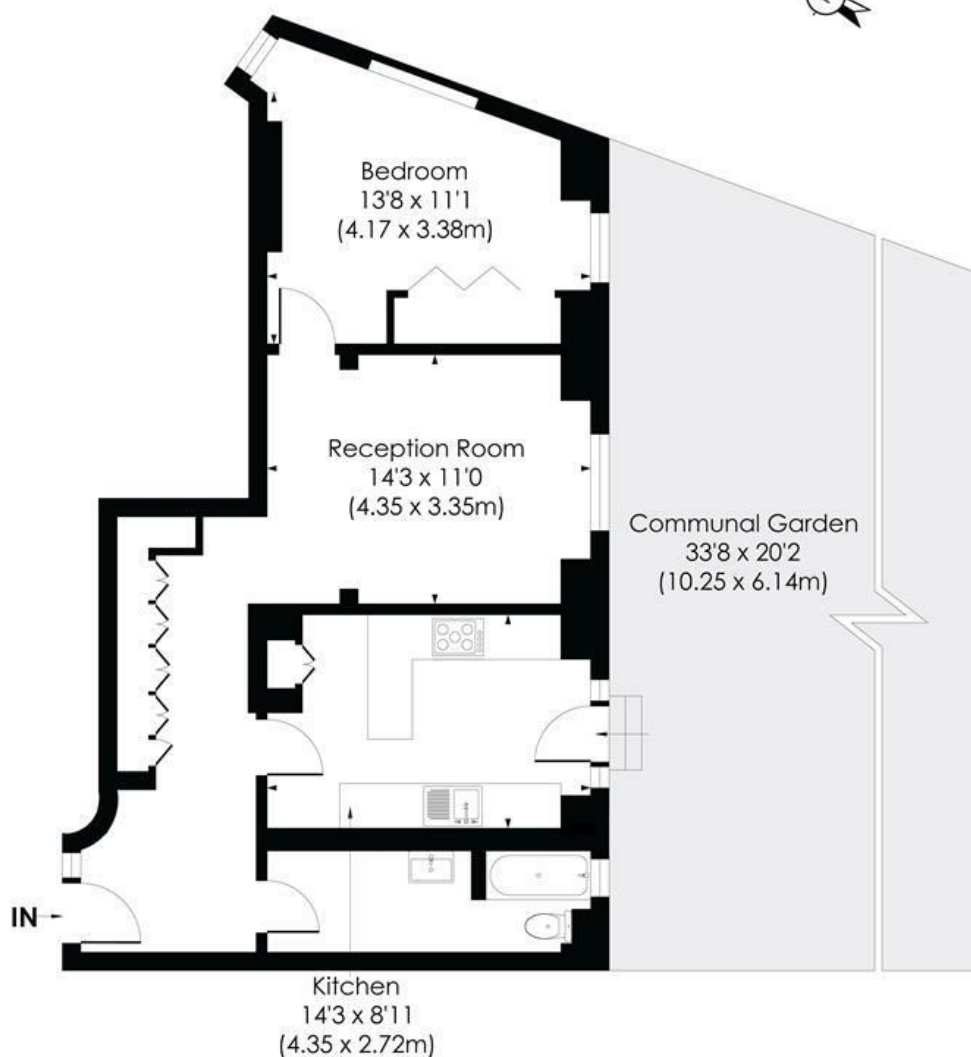 Bedroom
13'8 x 11'1
(4.17 x 3.38m)
Reception Room
14'3 x 11'0
(4.35 x 3.35m)
Communal Garden
33'8 x 20'2
(10.25 x 6.14m)
IN
Kitchen
14'3 x 8'11
(4.35 x 2.72m)